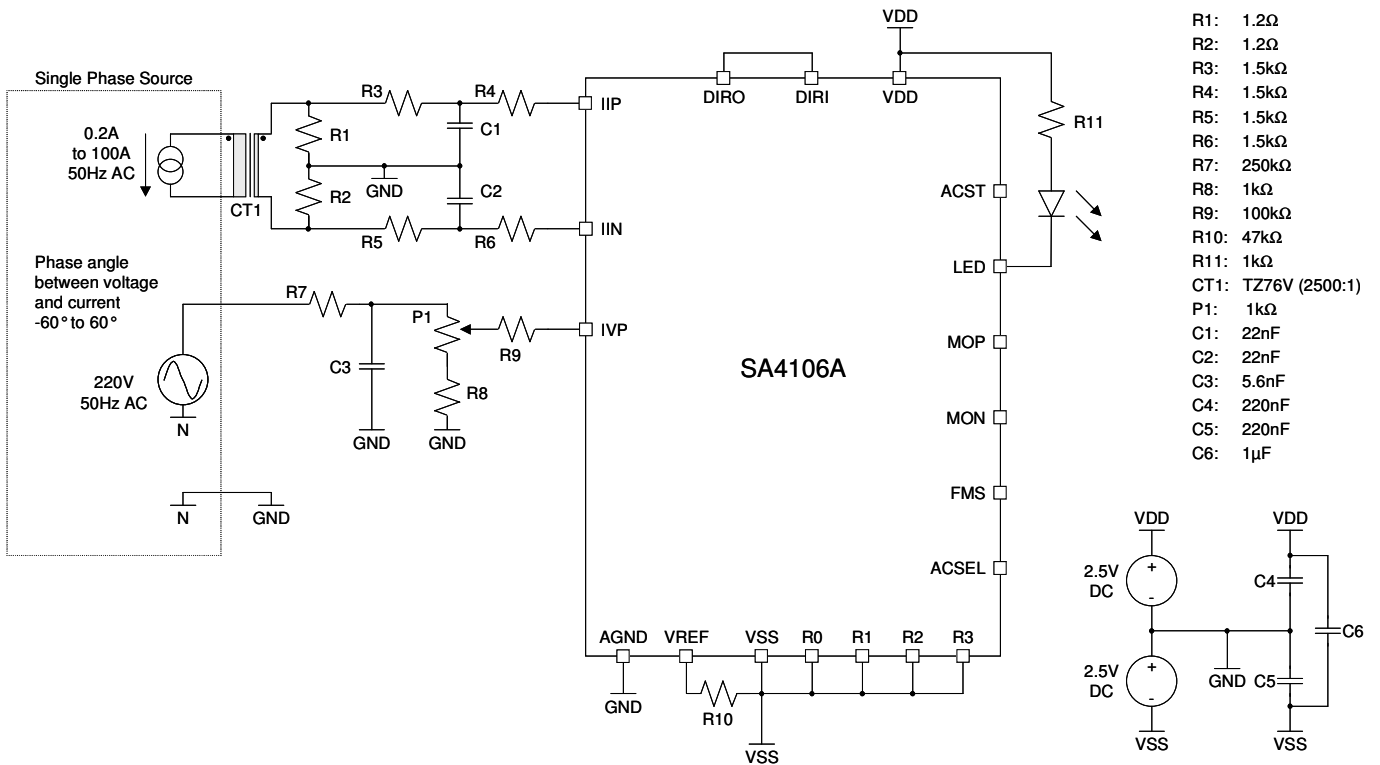 Single Phase Source
0.2A
to 100A
50Hz AC
CT1
R1
R2
R3
R4
C1
GND
C2
R5
R6
IIP
IIN
Phase angle
between voltage
and current
-60° to 60°
R7
P1
R9
IVP
C3
R8
220V
50Hz AC
N
GND
GND
N
GND
VDD
DIRO
DIRI
VDD
R11
ACST
LED
MOP
SA4106A
MON
FMS
ACSEL
AGND
VREF
VSS
R0
R1
R2
R3
GND
R10
VSS
R1: 1.2Ω
R2: 1.2Ω
R3: 1.5kΩ
R4: 1.5kΩ
R5: 1.5kΩ
R6: 1.5kΩ
R7: 250kΩ
R8: 1kΩ
R9: 100kΩ
R10: 47kΩ
R11: 1kΩ
CT1: TZ76V (2500:1)
P1: 1kΩ
C1: 22nF
C2: 22nF
C3: 5.6nF
C4: 220nF
C5: 220nF
C6: 1µF
VDD
VDD
2.5V
DC
+
-
C4
C6
2.5V
DC
+
-
GND
C5
VSS
VSS